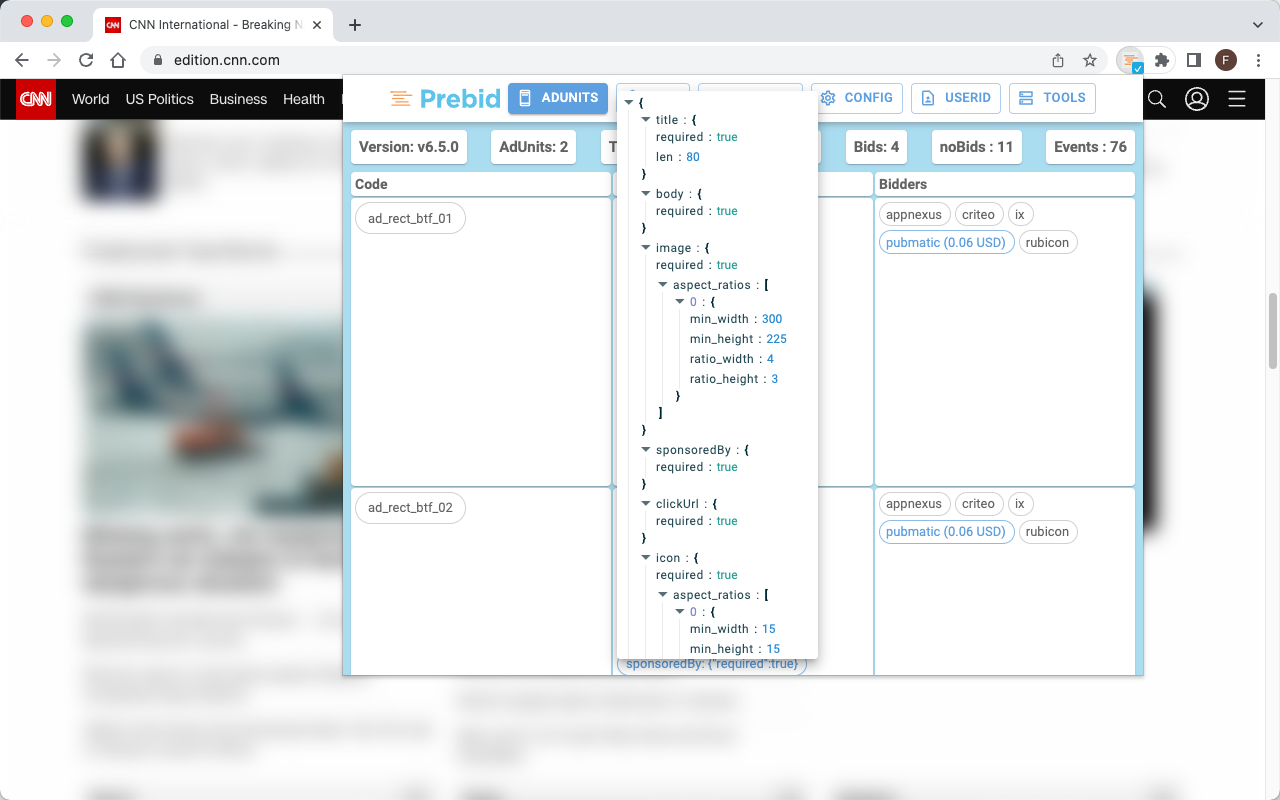 CNN International - Breaking N
edition.cnn.com
F
CNN World US Politics Business Health
Prebid ADUNITS CONFIG USERID TOOLS
Version: v6.5.0 AdUnits: 2 T Bids: 4 noBids : 11 Events : 76
Code Bidders
ad_rect_btf_01
appnexus criteo ix
pubmatic (0.06 USD) rubicon
ad_rect_btf_02
appnexus criteo ix
pubmatic (0.06 USD) rubicon
{
title : {
required : true
len : 80
}
body : {
required : true
}
image : {
required : true
aspect_ratios : [
0 : {
min_width : 300
min_height : 225
ratio_width : 4
ratio_height : 3
}
]
}
sponsoredBy : {
required : true
}
clickUrl : {
required : true
}
icon : {
required : true
aspect_ratios : [
0 : {
min_width : 15
min_height : 15
sponsoredBy: {"required":true}